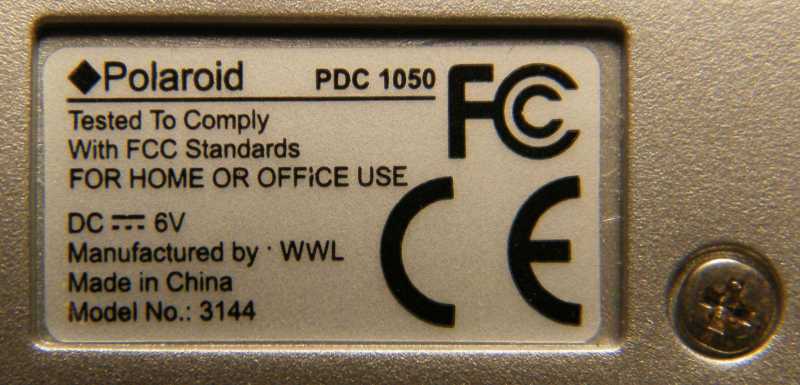 ◆Polaroid PDC 1050 FC
Tested To Comply
With FCC Standards
FOR HOME OR OFFiCE USE
CE
DC ⎓ 6V
Manufactured by · WWL
Made in China
Model No.: 3144